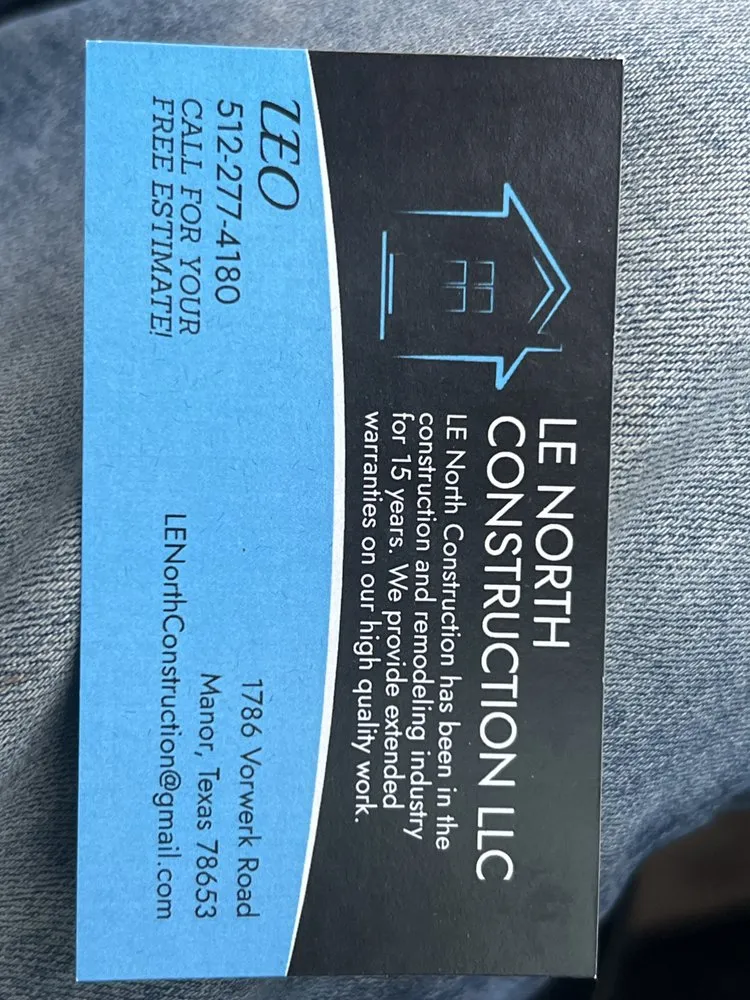 LE NORTH
CONSTRUCTION LLC
LE North Construction has been in the
construction and remodeling industry
for 15 years. We provide extended
warranties on our high quality work.
LEO
512-277-4180
CALL FOR YOUR
FREE ESTIMATE!
1786 Vorwerk Road
Manor, Texas 78653
LENorthConstruction@gmail.com